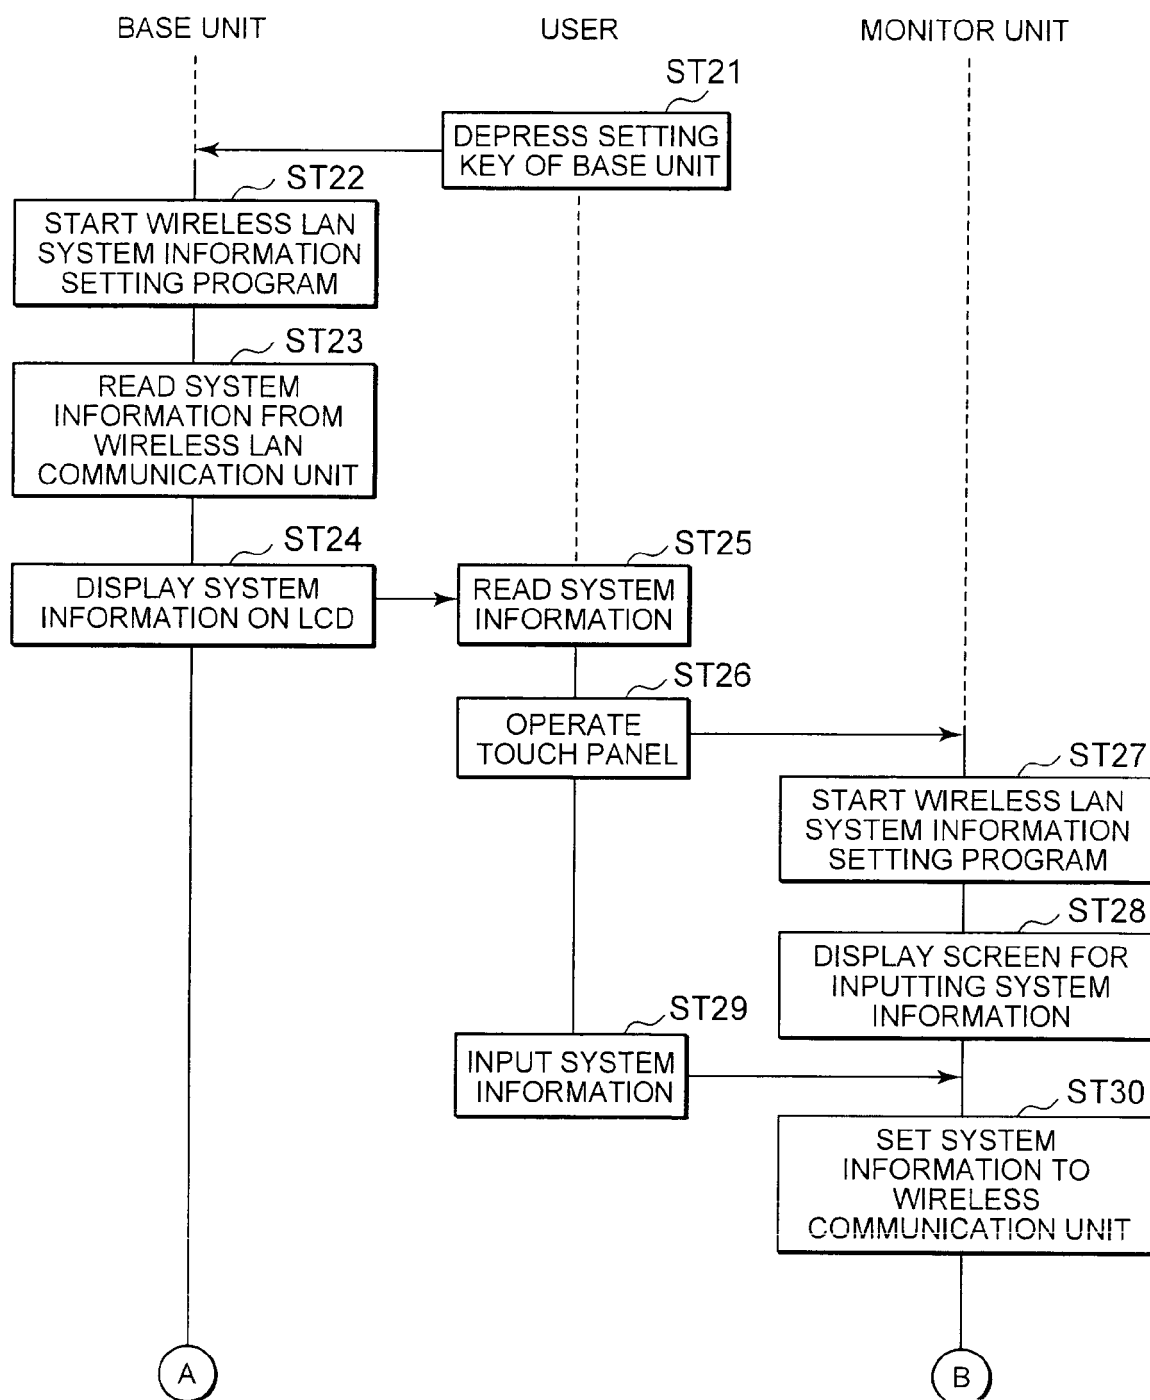 BASE UNIT
USER
MONITOR UNIT
ST21
DEPRESS SETTING
KEY OF BASE UNIT
ST22
START WIRELESS LAN
SYSTEM INFORMATION
SETTING PROGRAM
ST23
READ SYSTEM
INFORMATION FROM
WIRELESS LAN
COMMUNICATION UNIT
ST24
DISPLAY SYSTEM
INFORMATION ON LCD
ST25
READ SYSTEM
INFORMATION
ST26
OPERATE
TOUCH PANEL
ST27
START WIRELESS LAN
SYSTEM INFORMATION
SETTING PROGRAM
ST28
DISPLAY SCREEN FOR
INPUTTING SYSTEM
INFORMATION
ST29
INPUT SYSTEM
INFORMATION
ST30
SET SYSTEM
INFORMATION TO
WIRELESS
COMMUNICATION UNIT
A
B